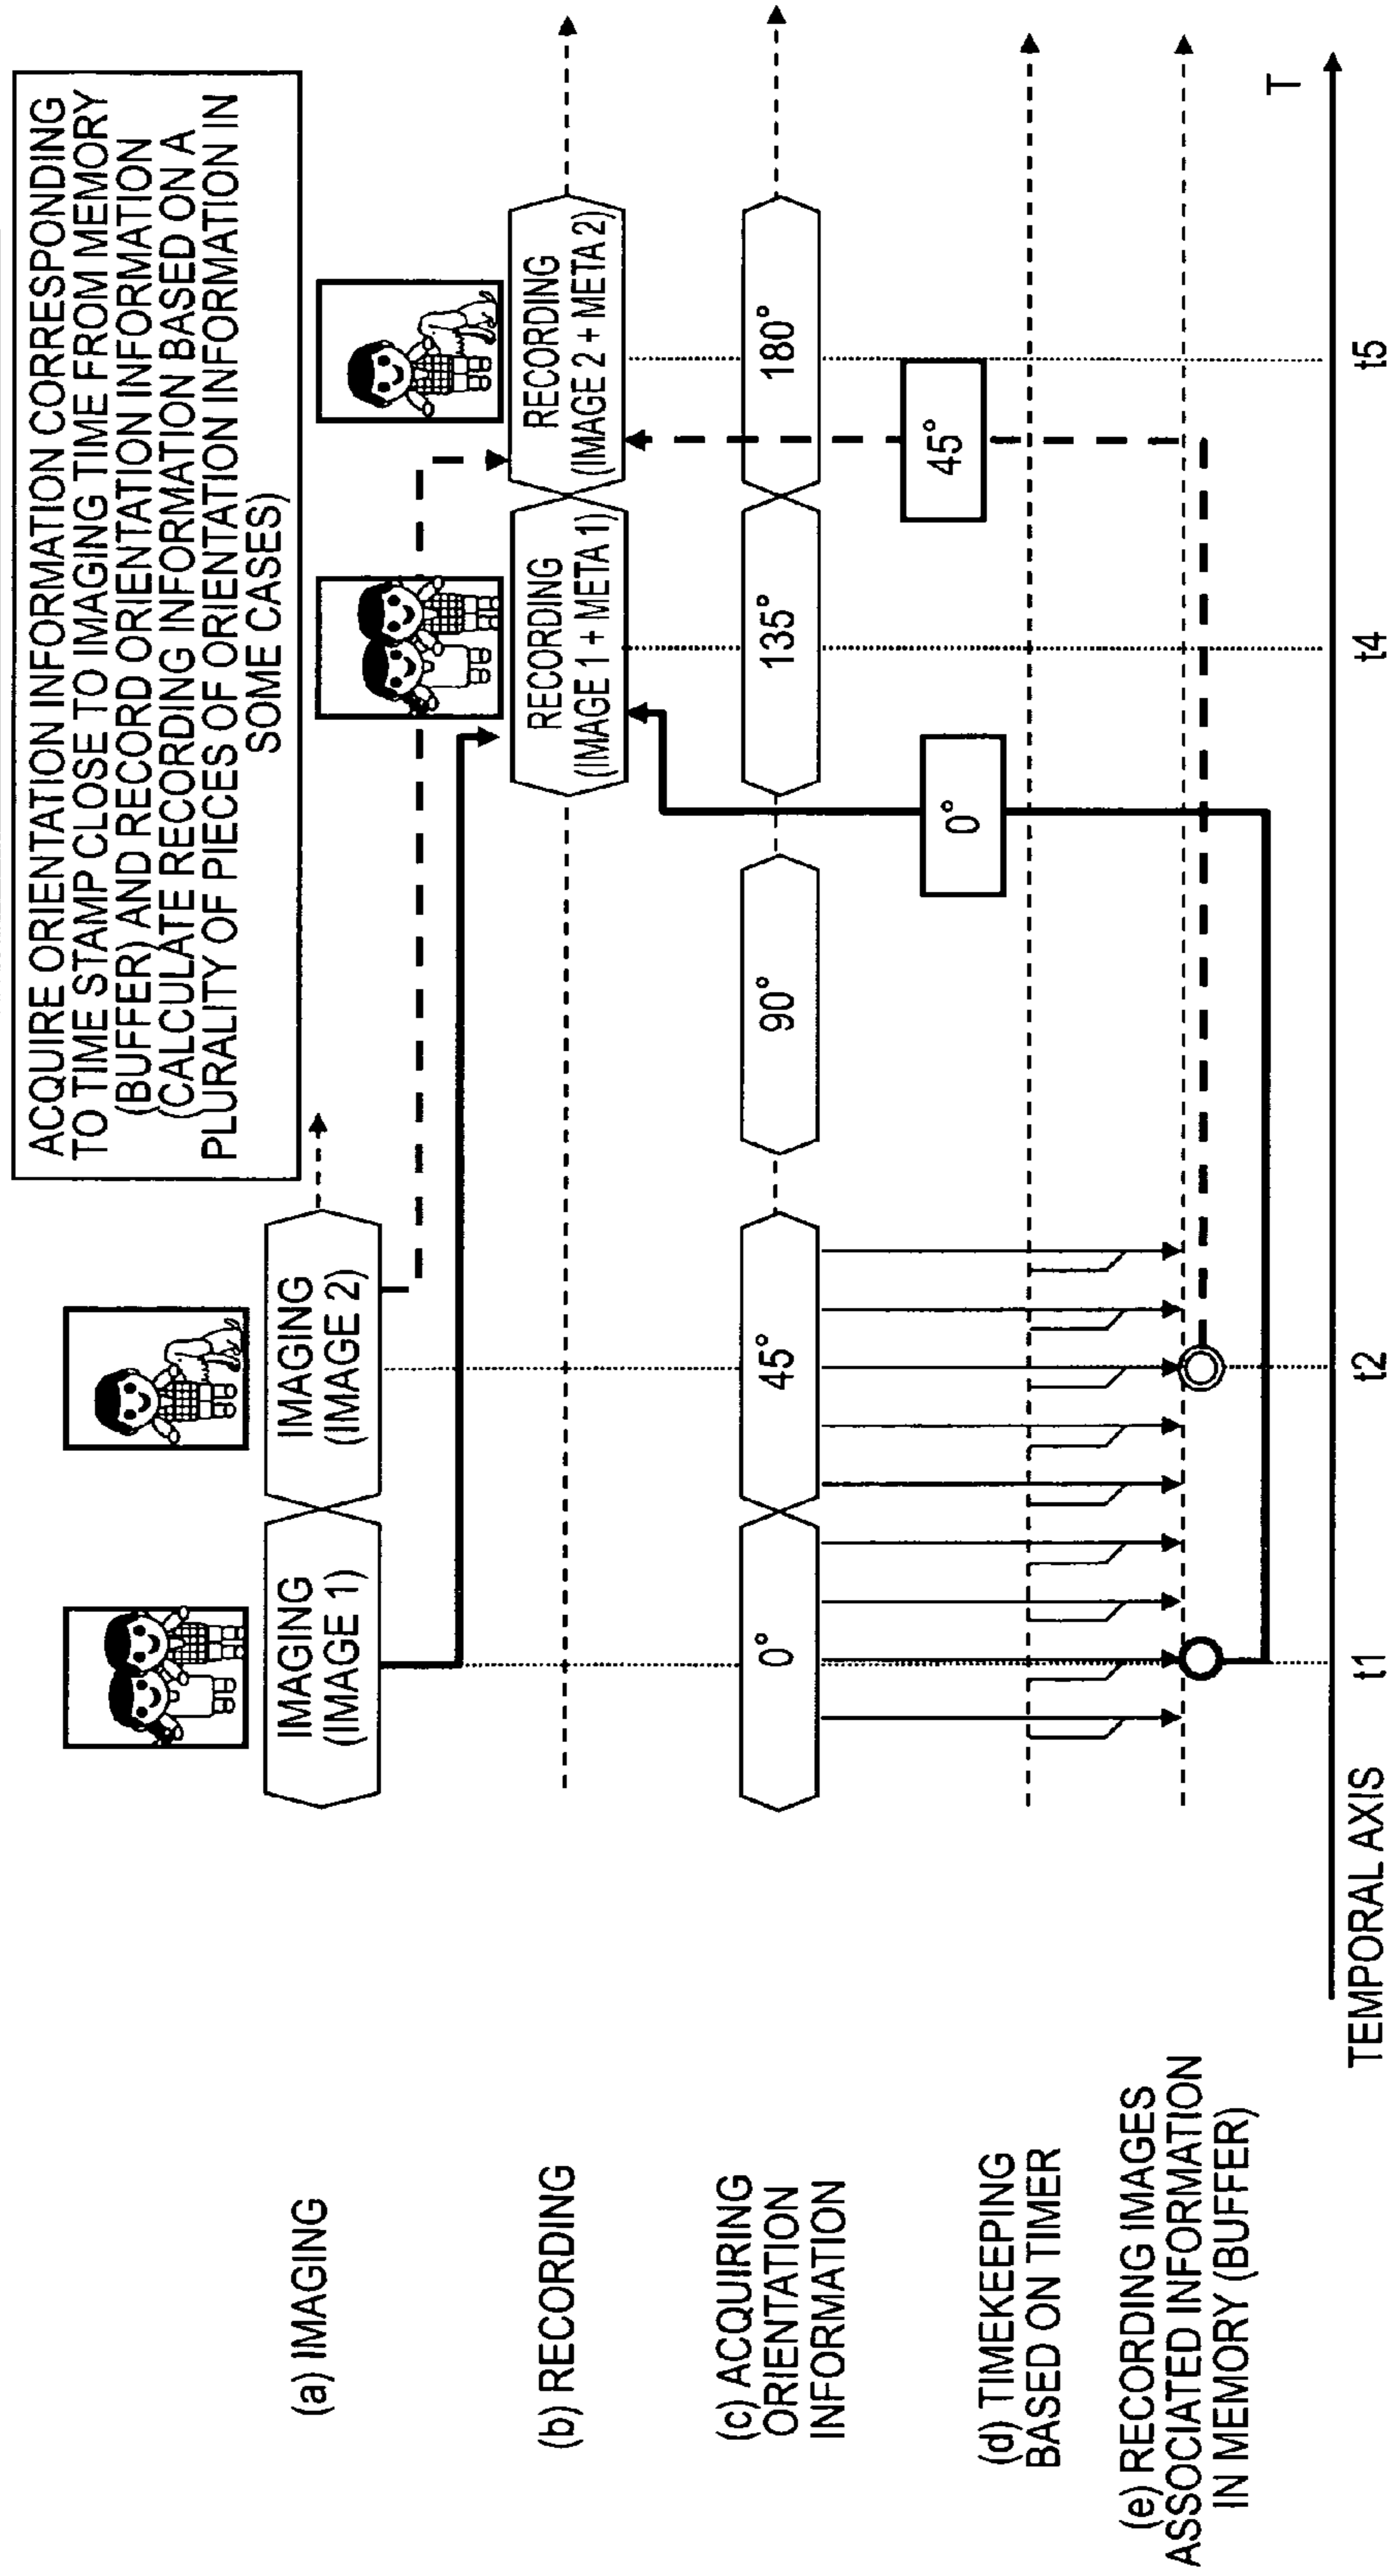 ACQUIRE ORIENTATION INFORMATION CORRESPONDING
TO TIME STAMP CLOSE TO IMAGING TIME FROM MEMORY
(BUFFER) AND RECORD ORIENTATION INFORMATION
(CALCULATE RECORDING INFORMATION BASED ON A
PLURALITY OF PIECES OF ORIENTATION INFORMATION IN
SOME CASES)
(a) IMAGING
IMAGING
(IMAGE 1)
IMAGING
(IMAGE 2)
(b) RECORDING
RECORDING
(IMAGE 1 + META 1)
RECORDING
(IMAGE 2 + META 2)
(c) ACQUIRING
ORIENTATION
INFORMATION
0°
45°
90°
135°
180°
(d) TIMEKEEPING
BASED ON TIMER
0°
45°
(e) RECORDING IMAGES
ASSOCIATED INFORMATION
IN MEMORY (BUFFER)
T
TEMPORAL AXIS
t1
t2
t4
t5